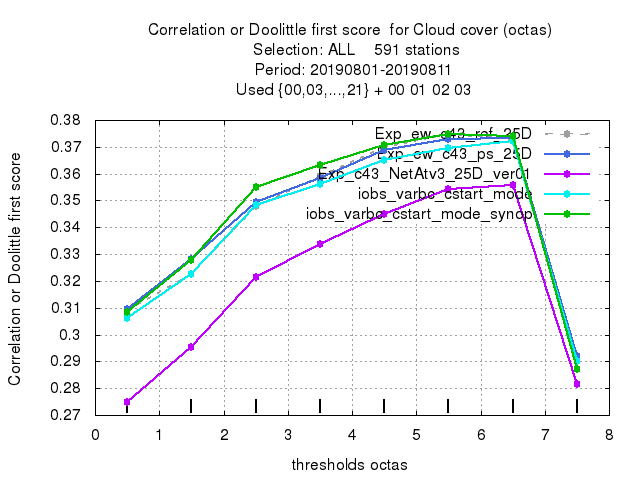 Correlation or Doolittle first score  for Cloud cover (octas)
Selection: ALL    591 stations
Period: 20190801-20190811
Used {00,03,...,21} + 00 01 02 03
Correlation or Doolittle first score
0.38
0.37
0.36
0.35
0.34
0.33
0.32
0.31
0.3
0.29
0.28
0.27
Exp_ew_c43_ref_25D
Exp_ew_c43_ps_25D
Exp_c43_NetAtv3_25D_ver01
iobs_varbc_cstart_mode
iobs_varbc_cstart_mode_synop
0 1 2 3 4 5 6 7 8
thresholds octas